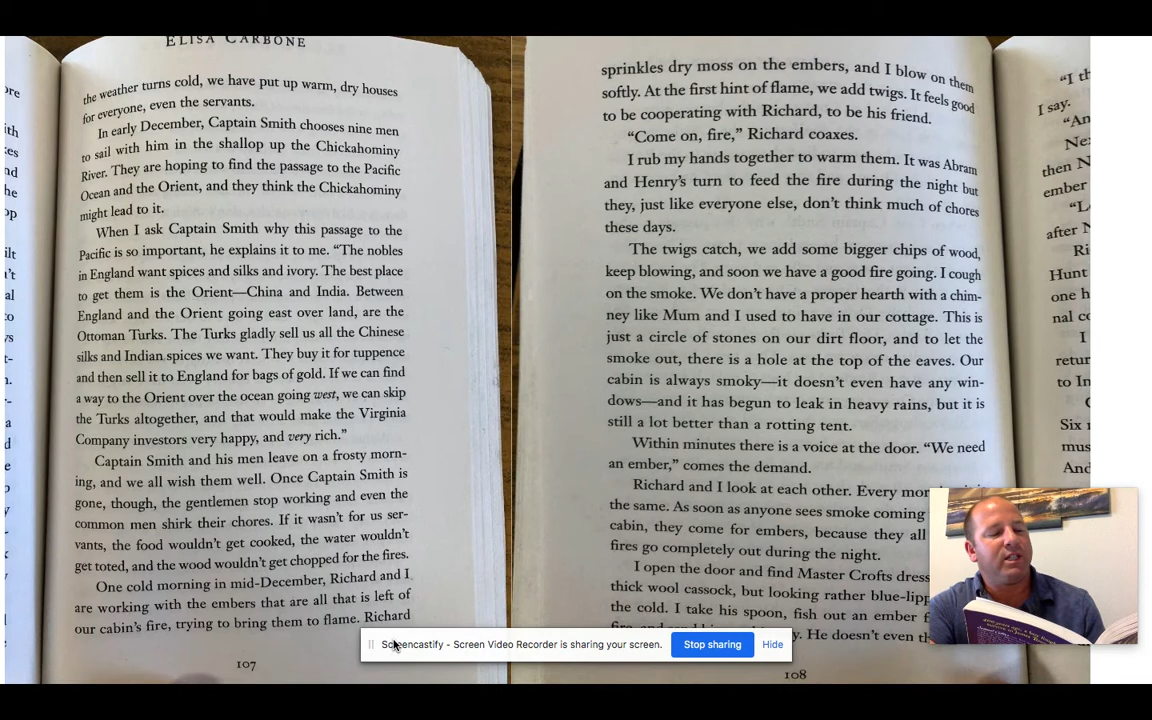 ELISA CARBONE
the weather turns cold, we have put up warm, dry houses
for everyone, even the servants.
In early December, Captain Smith chooses nine men
to sail with him in the shallop up the Chickahominy
River. They are hoping to find the passage to the Pacific
Ocean and the Orient, and they think the Chickahominy
might lead to it.
When I ask Captain Smith why this passage to the
Pacific is so important, he explains it to me. “The nobles
in England want spices and silks and ivory. The best place
to get them is the Orient—China and India. Between
England and the Orient going east over land, are the
Ottoman Turks. The Turks gladly sell us all the Chinese
silks and Indian spices we want. They buy it for tuppence
and then sell it to England for bags of gold. If we can find
a way to the Orient over the ocean going west, we can skip
the Turks altogether, and that would make the Virginia
Company investors very happy, and very rich.”
Captain Smith and his men leave on a frosty morn-
ing, and we all wish them well. Once Captain Smith is
gone, though, the gentlemen stop working and even the
common men shirk their chores. If it wasn’t for us ser-
vants, the food wouldn’t get cooked, the water wouldn’t
get toted, and the wood wouldn’t get chopped for the fires.
One cold morning in mid-December, Richard and I
are working with the embers that are all that is left of
our cabin’s fire, trying to bring them to flame. Richard
107
sprinkles dry moss on the embers, and I blow on them
softly. At the first hint of flame, we add twigs. It feels good
to be cooperating with Richard, to be his friend.
“Come on, fire,” Richard coaxes.
I rub my hands together to warm them. It was Abram
and Henry’s turn to feed the fire during the night but
they, just like everyone else, don’t think much of chores
these days.
The twigs catch, we add some bigger chips of wood,
keep blowing, and soon we have a good fire going. I cough
on the smoke. We don’t have a proper hearth with a chim-
ney like Mum and I used to have in our cottage. This is
just a circle of stones on our dirt floor, and to let the
smoke out, there is a hole at the top of the eaves. Our
cabin is always smoky—it doesn’t even have any win-
dows—and it has begun to leak in heavy rains, but it is
still a lot better than a rotting tent.
Within minutes there is a voice at the door. “We need
an ember,” comes the demand.
Richard and I look at each other. Every
the same. As soon as anyone sees smoke coming
cabin, they come for embers, because they all
fires go completely out during the night.
I open the door and find Master Crofts
thick wool cassock, but looking rather
the cold. I take his spoon, fish out an ember
He doesn’t even
108
I say.
then
ember
after
Hunt
one
nal
I
to
Six
mus
And
Screencastify - Screen Video Recorder is sharing your screen.
Stop sharing
Hide